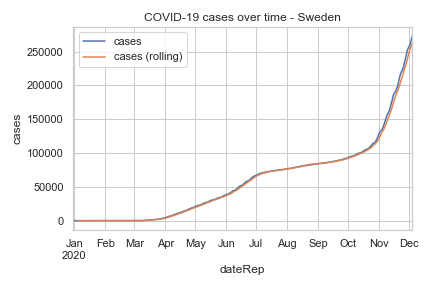 COVID-19 cases over time - Sweden
cases
cases (rolling)
250000
200000
150000
100000
50000
0
cases
Jan Feb Mar Apr May Jun Jul Aug Sep Oct Nov Dec
2020
dateRep